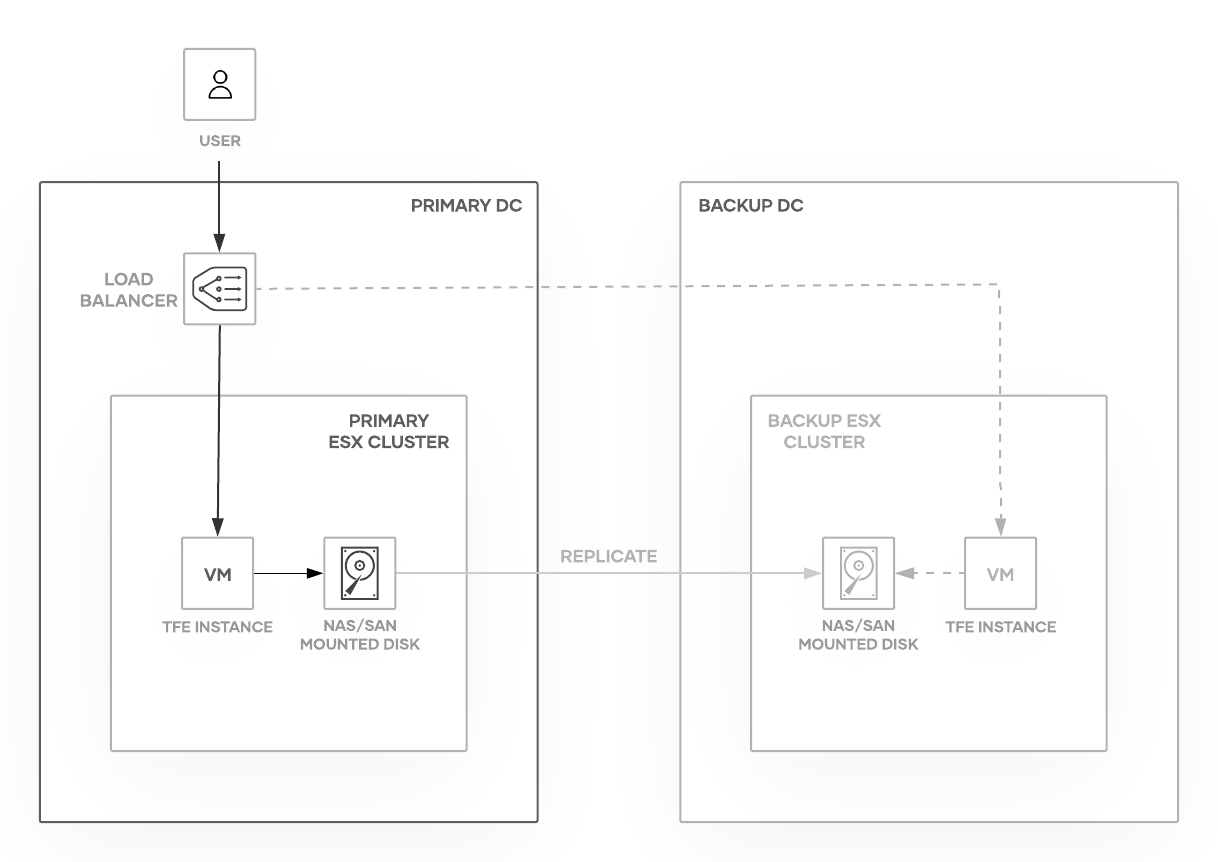 USER
PRIMARY DC
BACKUP DC
LOAD
BALANCER
PRIMARY
ESX CLUSTER
BACKUP ESX
CLUSTER
REPLICATE
VM
VM
TFE INSTANCE
NAS/SAN
MOUNTED DISK
NAS/SAN
MOUNTED DISK
TFE INSTANCE